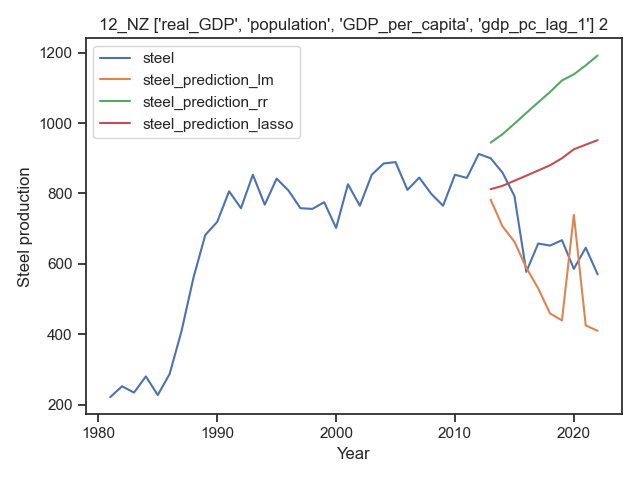 12_NZ ['real_GDP', 'population', 'GDP_per_capita', 'gdp_pc_lag_1'] 2
steel
steel_prediction_lm
steel_prediction_rr
steel_prediction_lasso
1200
1000
800
600
400
200
Steel production
1980
1990
2000
2010
2020
Year